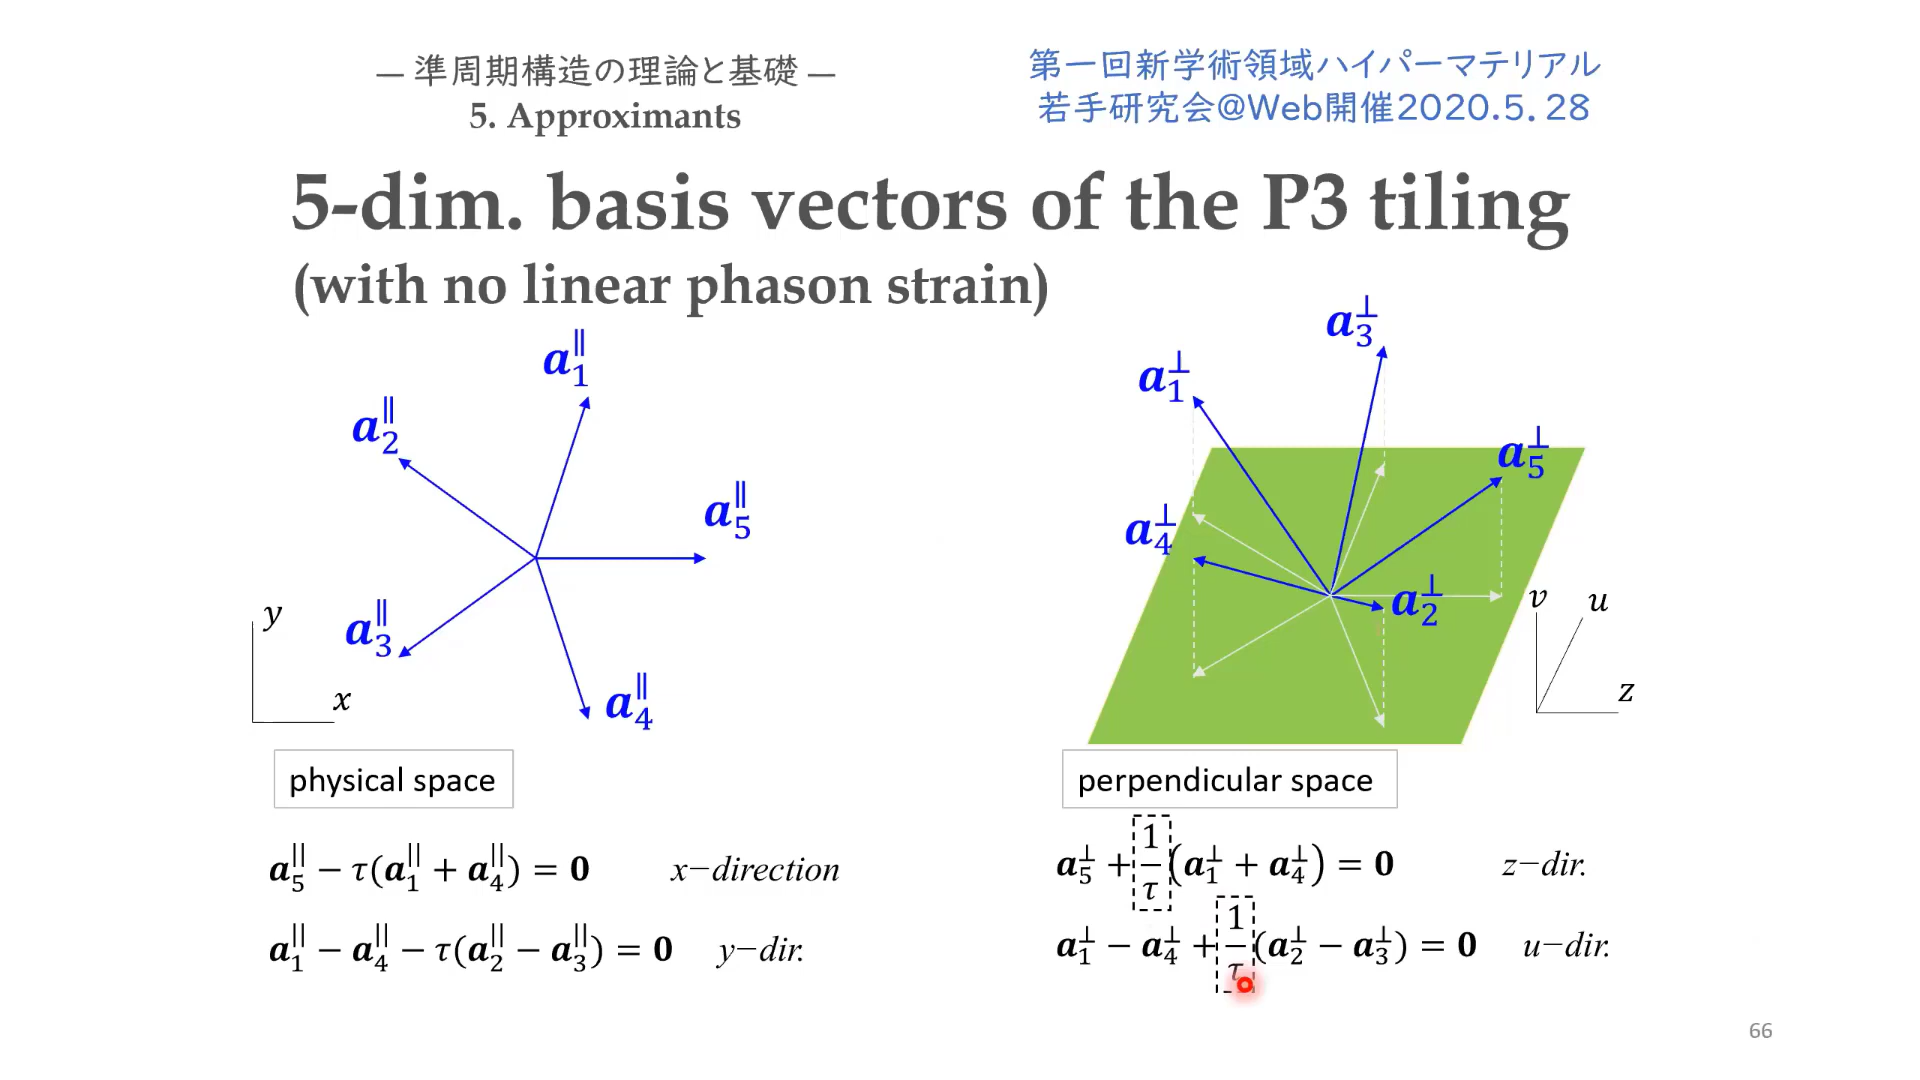 — 準周期構造の理論と基礎 —
5. Approximants
第一回新学術領域ハイパーマテリアル
若手研究会@Web開催2020.5.28
5-dim. basis vectors of the P3 tiling
(with no linear phason strain)
a₁∥
a₂∥
a₅∥
a₃∥
a₄∥
y
x
a₃⊥
a₁⊥
a₅⊥
a₄⊥
a₂⊥
v
u
z
physical space
perpendicular space
a₅∥ − τ(a₁∥ + a₄∥) = 0 x−direction
a₁∥ − a₄∥ − τ(a₂∥ − a₃∥) = 0 y−dir.
a₅⊥ + 1/τ (a₁⊥ + a₄⊥) = 0 z−dir.
a₁⊥ − a₄⊥ + 1/τ (a₂⊥ − a₃⊥) = 0 u−dir.
66